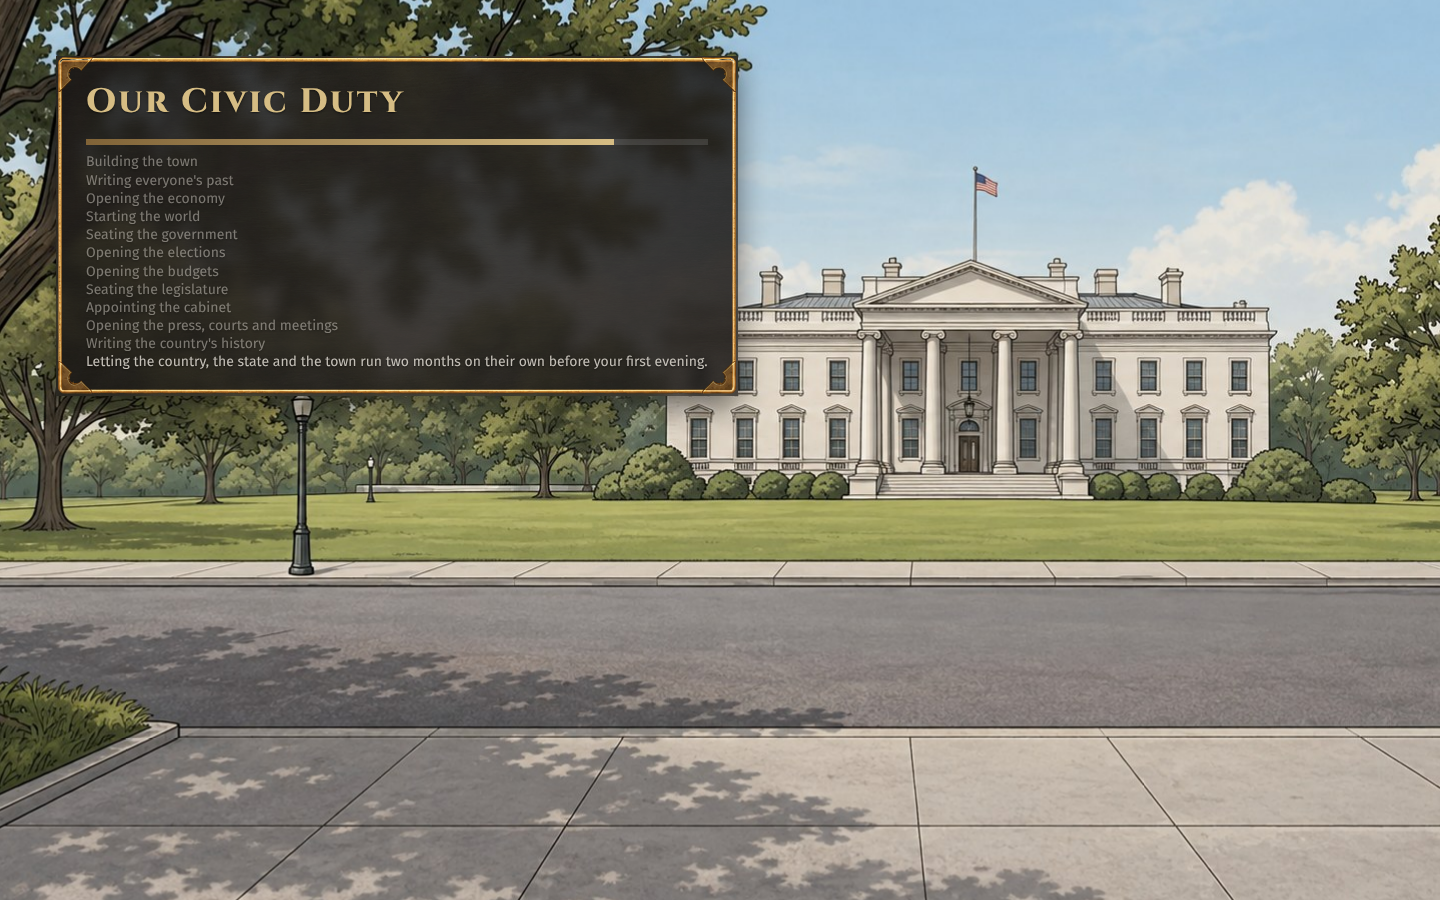 Our Civic Duty
Building the town
Writing everyone's past
Opening the economy
Starting the world
Seating the government
Opening the elections
Opening the budgets
Seating the legislature
Appointing the cabinet
Opening the press, courts and meetings
Writing the country's history
Letting the country, the state and the town run two months on their own before your first evening.